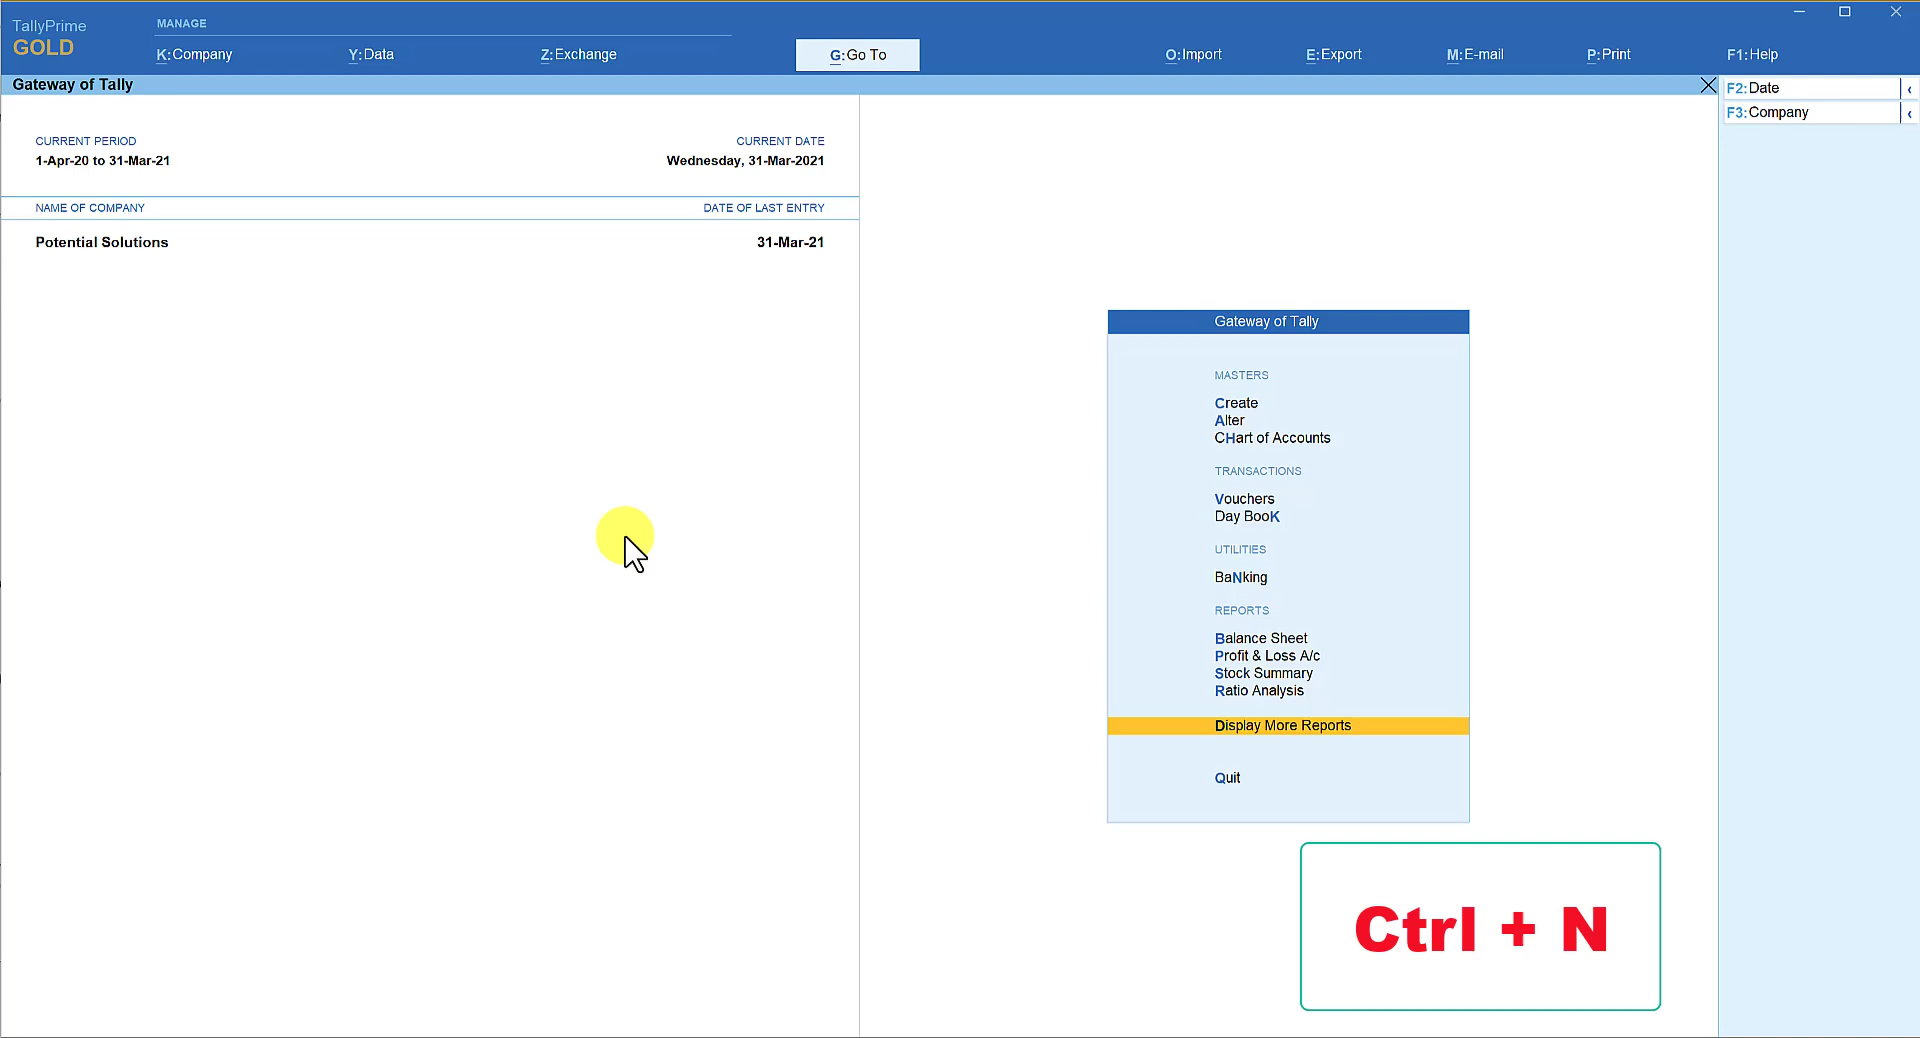 TallyPrime
GOLD
MANAGE
K:Company
Y:Data
Z:Exchange
G:Go To
O:Import
E:Export
M:E-mail
P:Print
F1:Help
Gateway of Tally
F2:Date
F3:Company
CURRENT PERIOD
CURRENT DATE
1-Apr-20 to 31-Mar-21
Wednesday, 31-Mar-2021
NAME OF COMPANY
DATE OF LAST ENTRY
Potential Solutions
31-Mar-21
Gateway of Tally
MASTERS
Create
Alter
CHart of Accounts
TRANSACTIONS
Vouchers
Day BooK
UTILITIES
BaNking
REPORTS
Balance Sheet
Profit & Loss A/c
Stock Summary
Ratio Analysis
Display More Reports
Quit
Ctrl + N